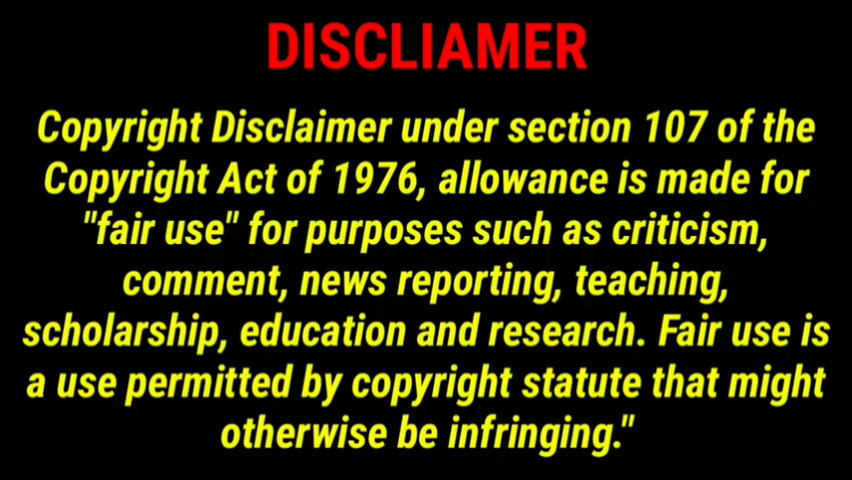 DISCLIAMER
Copyright Disclaimer under section 107 of the
Copyright Act of 1976, allowance is made for
"fair use" for purposes such as criticism,
comment, news reporting, teaching,
scholarship, education and research. Fair use is
a use permitted by copyright statute that might
otherwise be infringing."